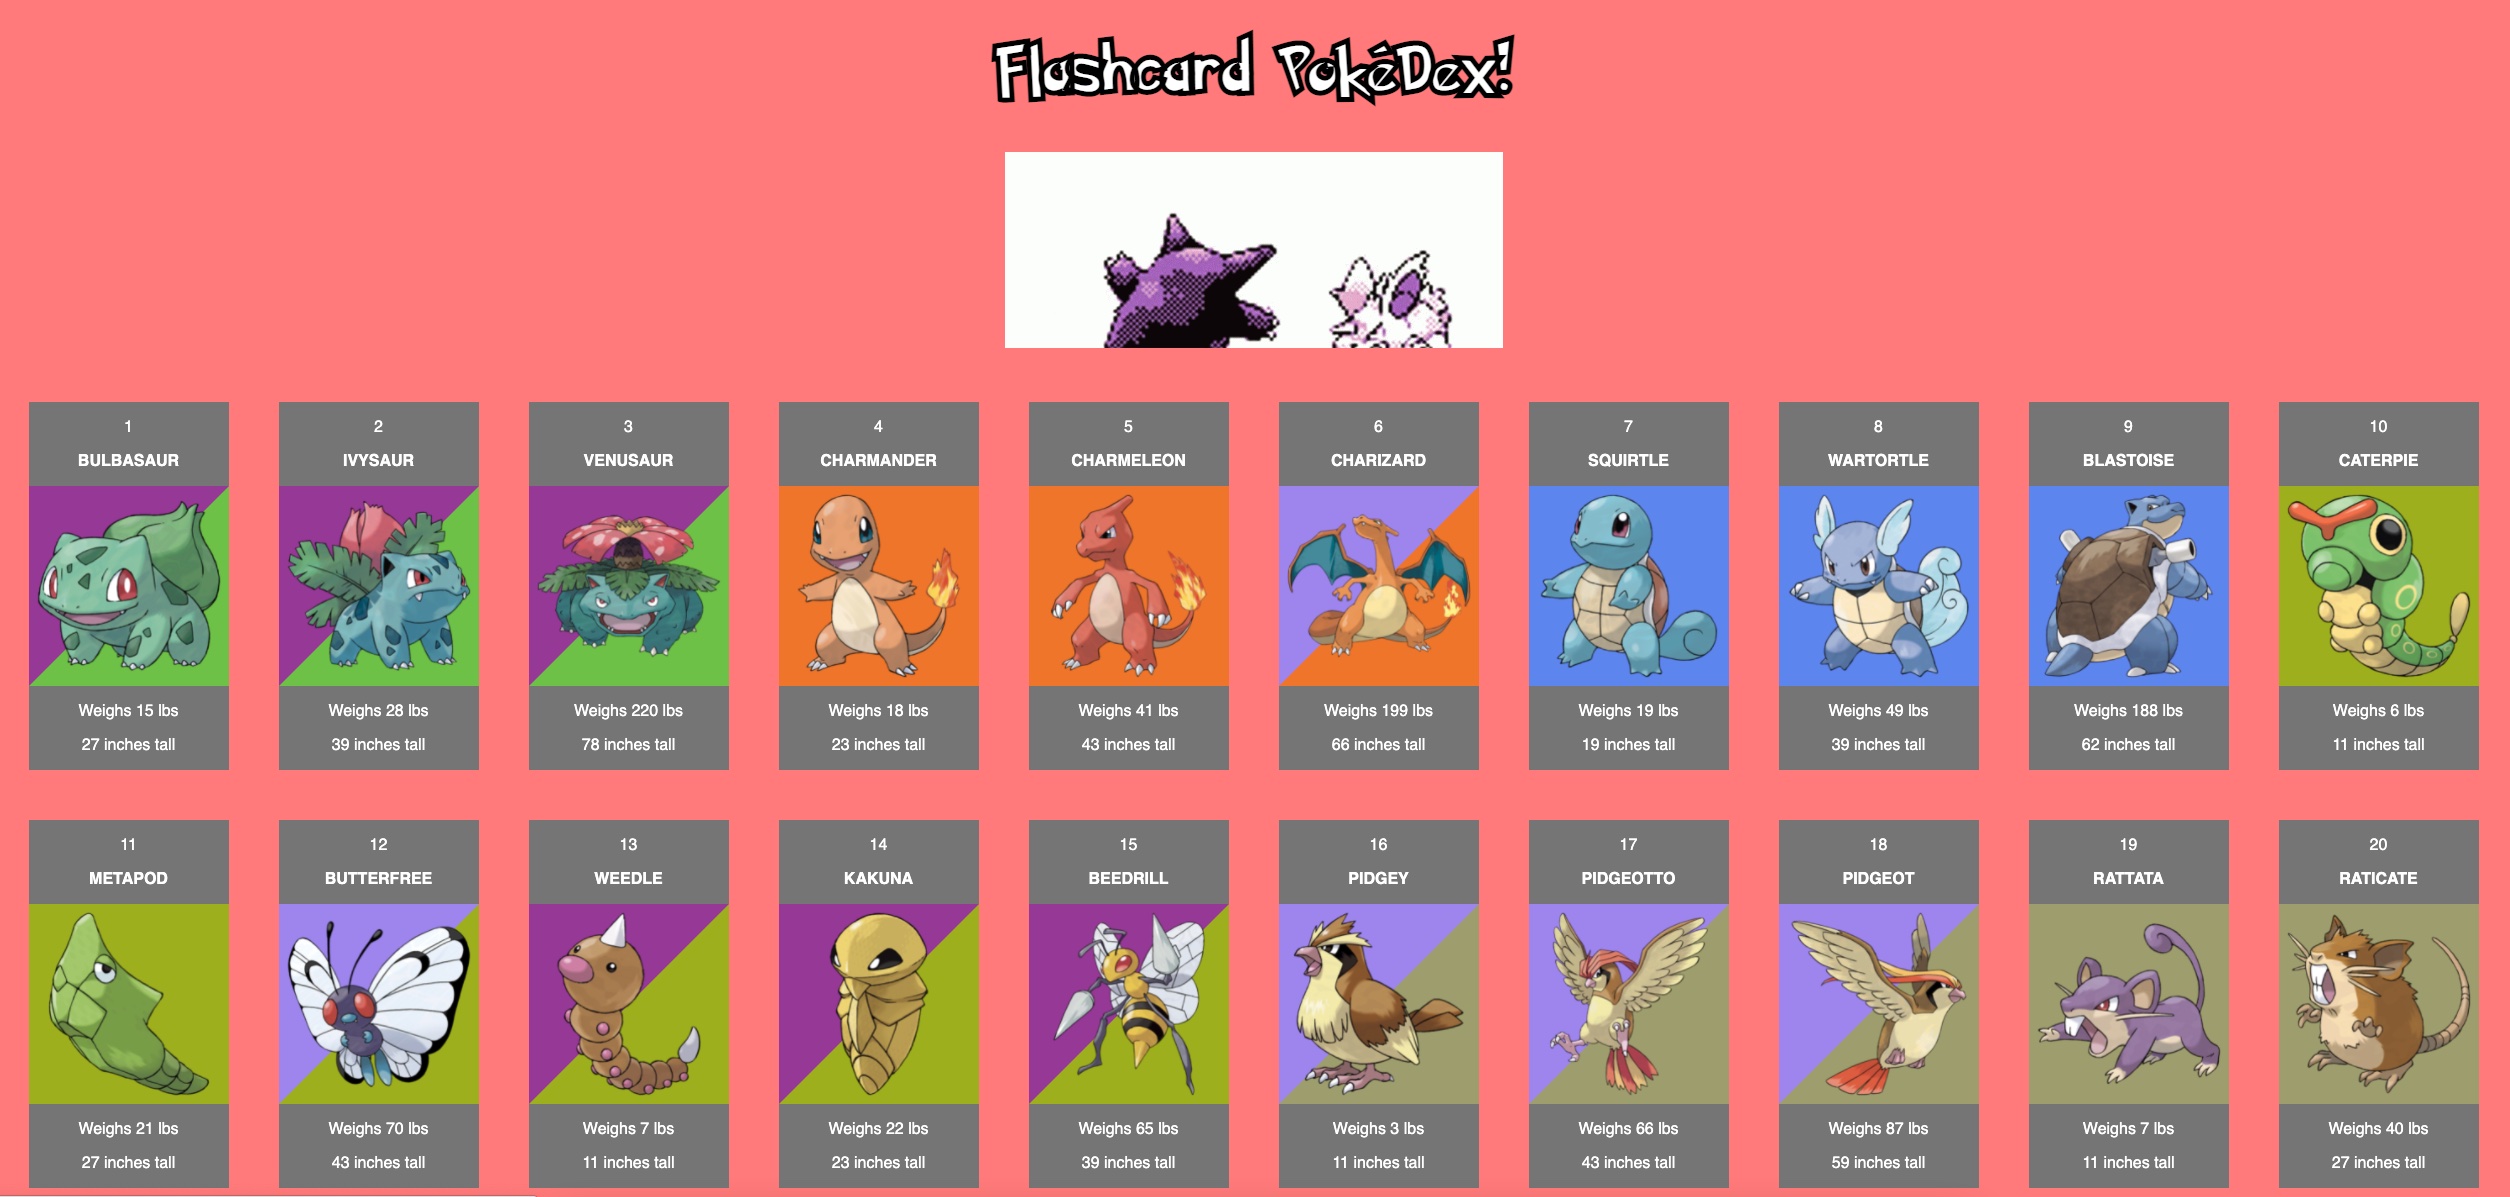 Flashcard PokéDex!
1
BULBASAUR
Weighs 15 lbs
27 inches tall
2
IVYSAUR
Weighs 28 lbs
39 inches tall
3
VENUSAUR
Weighs 220 lbs
78 inches tall
4
CHARMANDER
Weighs 18 lbs
23 inches tall
5
CHARMELEON
Weighs 41 lbs
43 inches tall
6
CHARIZARD
Weighs 199 lbs
66 inches tall
7
SQUIRTLE
Weighs 19 lbs
19 inches tall
8
WARTORTLE
Weighs 49 lbs
39 inches tall
9
BLASTOISE
Weighs 188 lbs
62 inches tall
10
CATERPIE
Weighs 6 lbs
11 inches tall
11
METAPOD
Weighs 21 lbs
27 inches tall
12
BUTTERFREE
Weighs 70 lbs
43 inches tall
13
WEEDLE
Weighs 7 lbs
11 inches tall
14
KAKUNA
Weighs 22 lbs
23 inches tall
15
BEEDRILL
Weighs 65 lbs
39 inches tall
16
PIDGEY
Weighs 3 lbs
11 inches tall
17
PIDGEOTTO
Weighs 66 lbs
43 inches tall
18
PIDGEOT
Weighs 87 lbs
59 inches tall
19
RATTATA
Weighs 7 lbs
11 inches tall
20
RATICATE
Weighs 40 lbs
27 inches tall